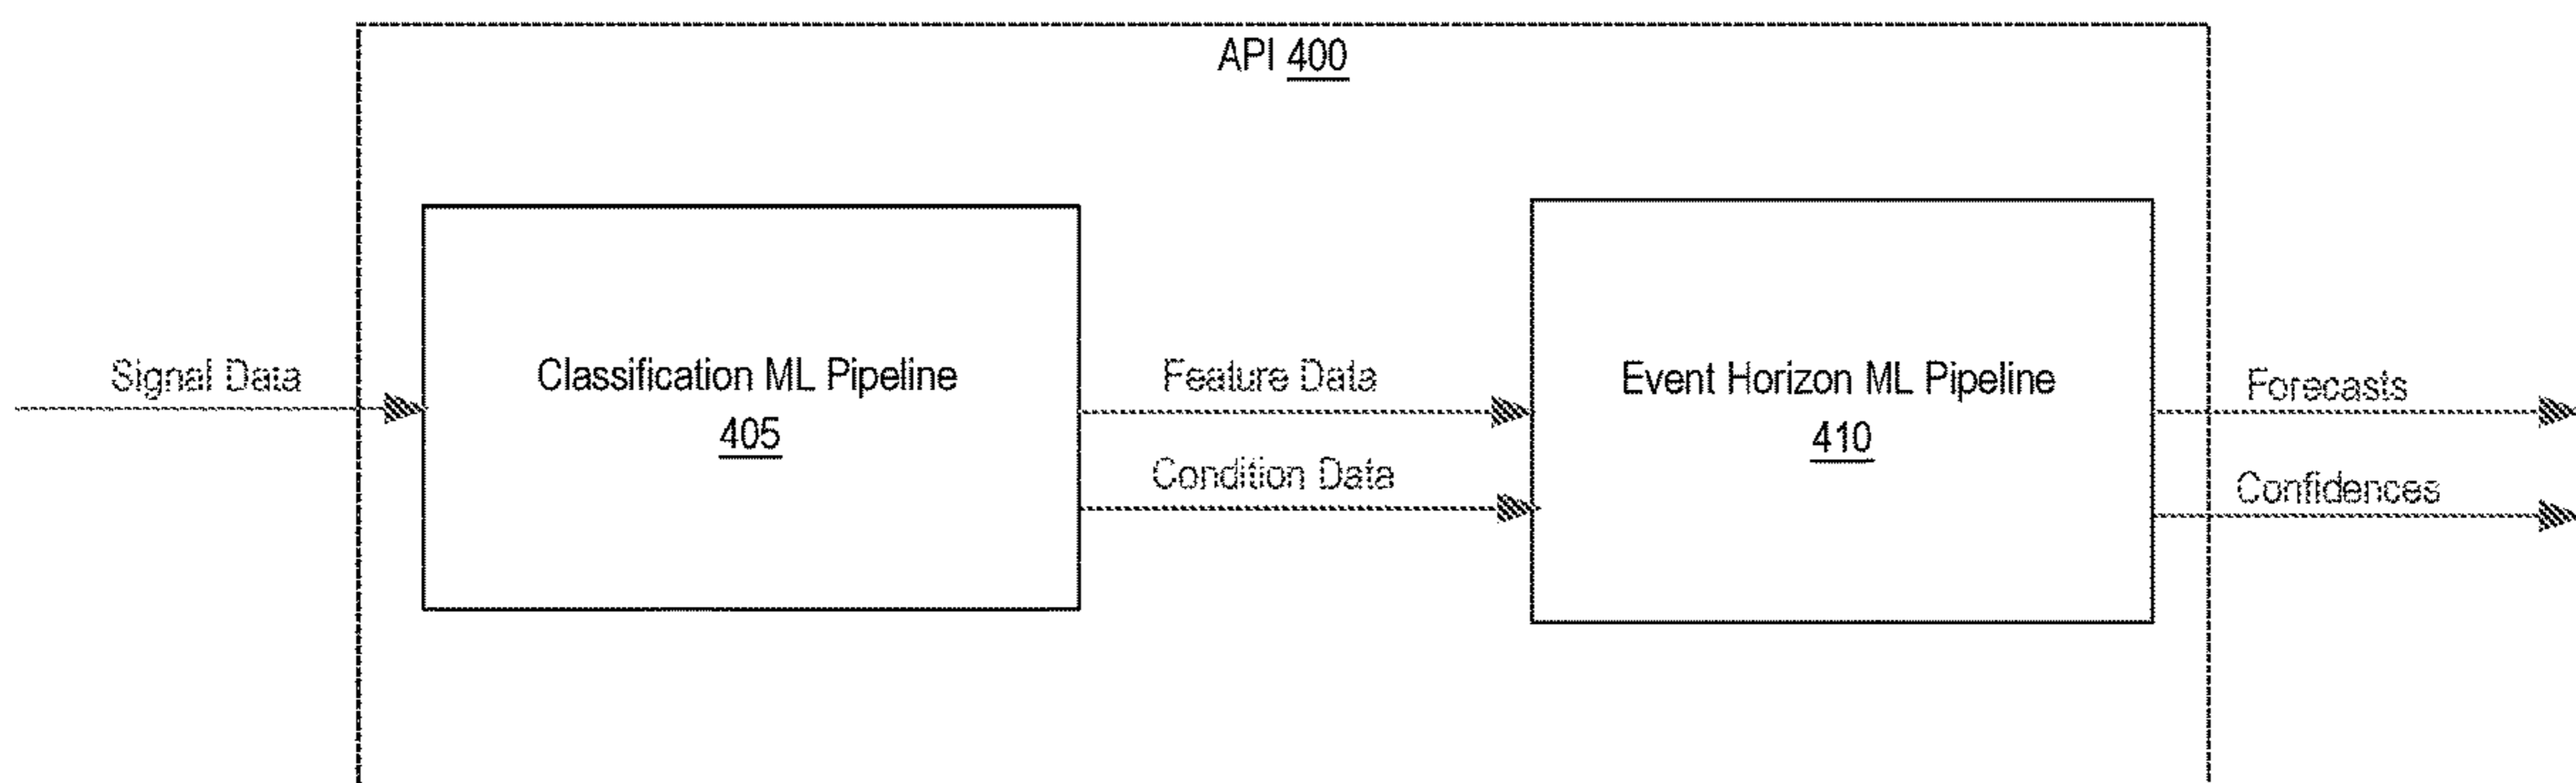 API 400
Signal Data
Classification ML Pipeline
405
Feature Data
Condition Data
Event Horizon ML Pipeline
410
Forecasts
Confidences